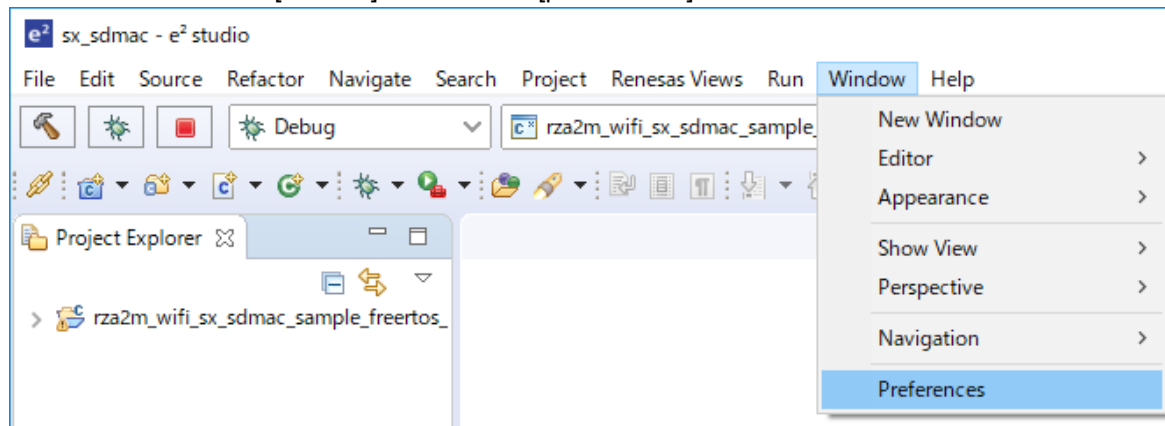 e² sx_sdmac - e² studio
File Edit Source Refactor Navigate Search Project Renesas Views Run Window Help
Debug rza2m_wifi_sx_sdmac_sample_
New Window
Editor
Appearance
Project Explorer
Show View
Perspective
rza2m_wifi_sx_sdmac_sample_freertos_
Navigation
Preferences